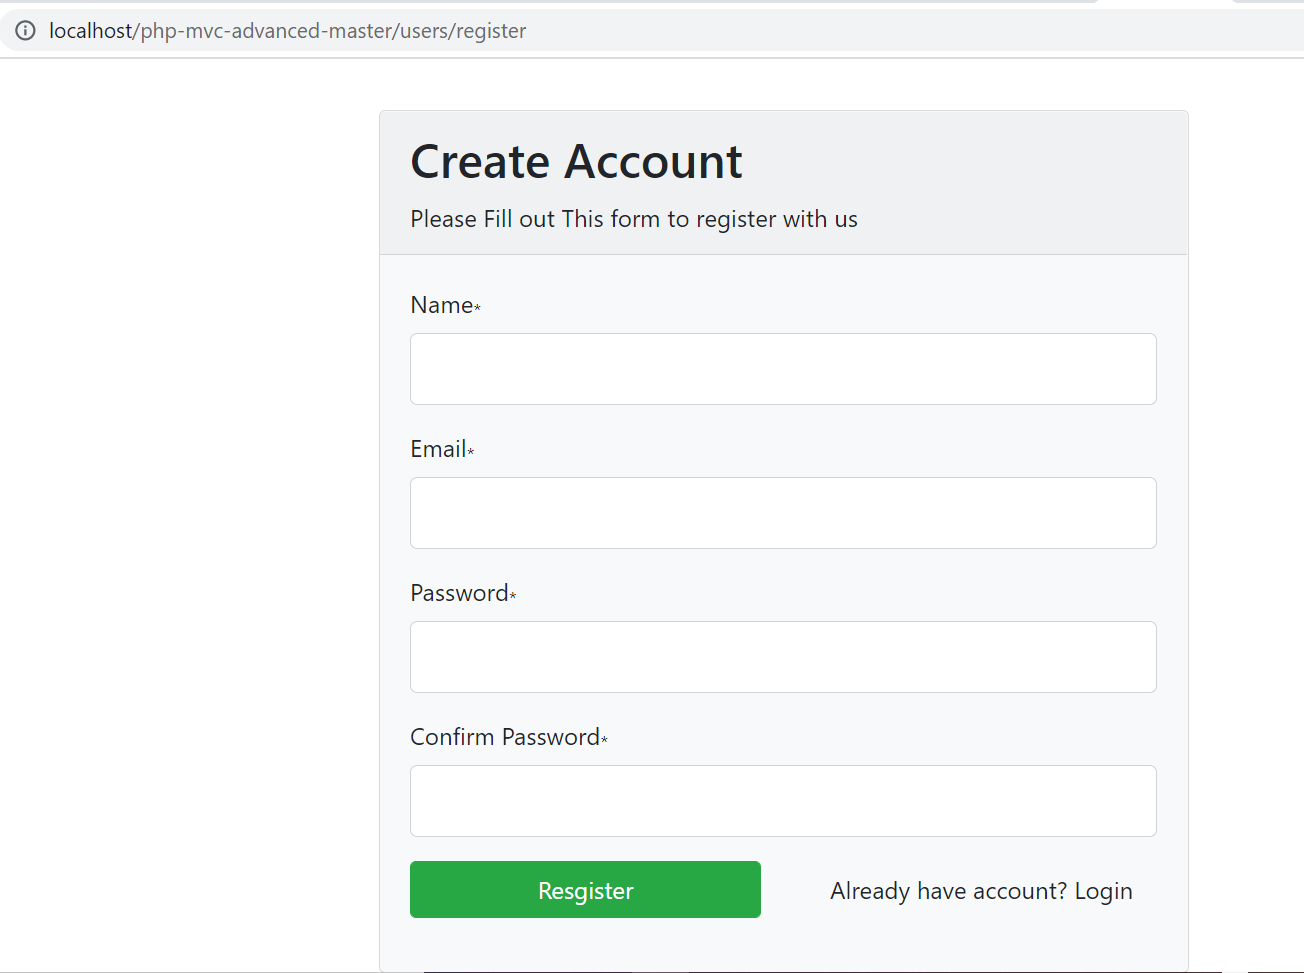 localhost/php-mvc-advanced-master/users/register
Create Account
Please Fill out This form to register with us
Name*
Email*
Password*
Confirm Password*
Resgister
Already have account? Login